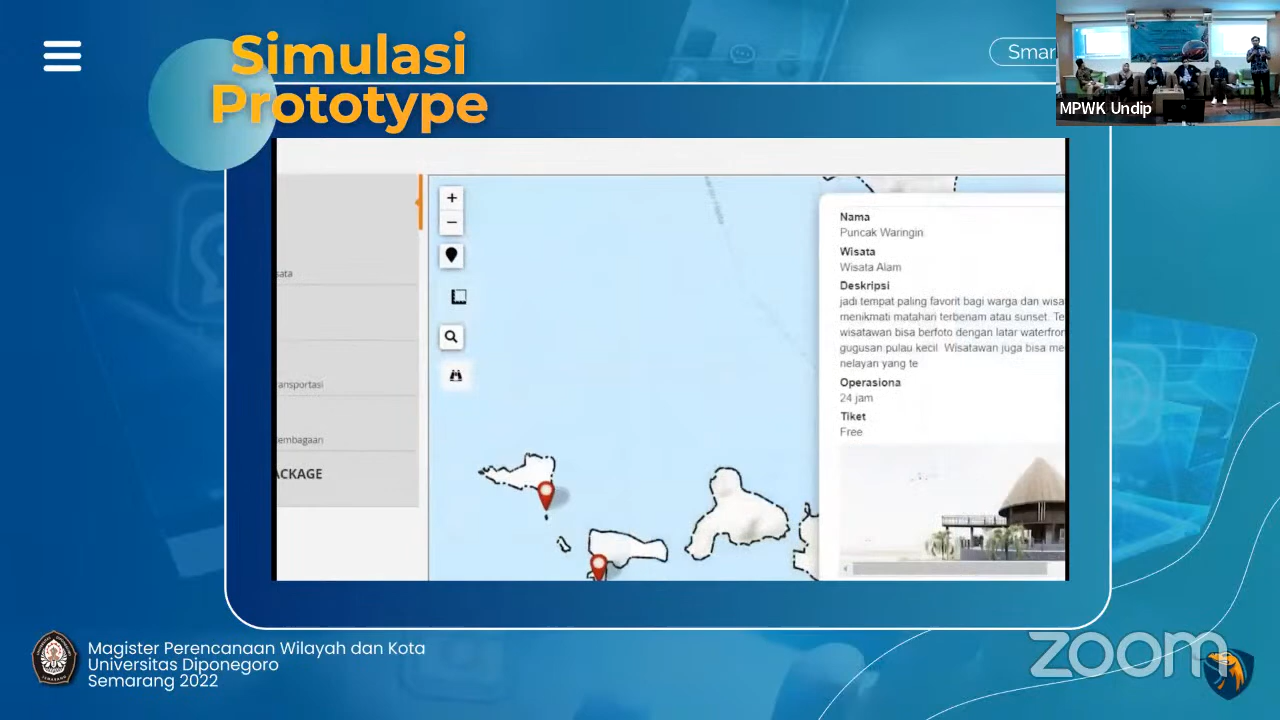 Simulasi
Prototype
Smar
MPWK Undip
+
−
sata
ansportasi
embagaan
ACKAGE
Nama
Puncak Waringin
Wisata
Wisata Alam
Deskripsi
jadi tempat paling favorit bagi warga dan wisa
menikmati matahari terbenam atau sunset. Te
wisatawan bisa berfoto dengan latar waterfron
gugusan pulau kecil. Wisatawan juga bisa me
nelayan yang te
Operasiona
24 jam
Tiket
Free
Magister Perencanaan Wilayah dan Kota
Universitas Diponegoro
Semarang 2022
zoom